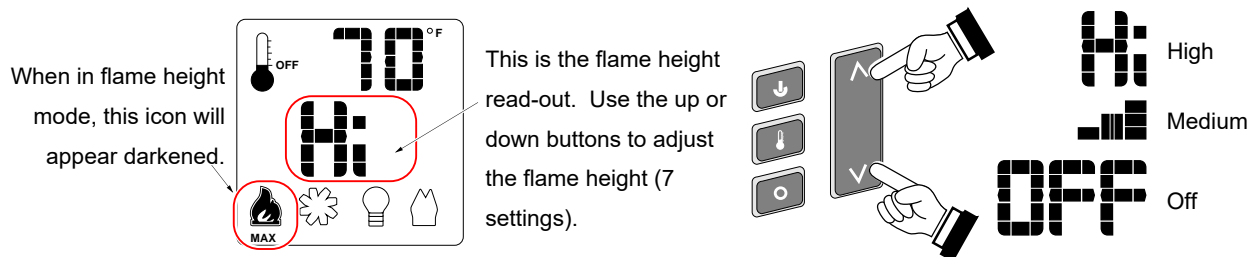 When in flame height
mode, this icon will
appear darkened.
OFF
70
°F
Hi
MAX
This is the flame height
read-out. Use the up or
down buttons to adjust
the flame height (7
settings).
Hi
High
Medium
OFF
Off